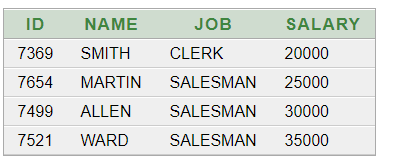 ID NAME JOB SALARY
7369 SMITH CLERK 20000
7654 MARTIN SALESMAN 25000
7499 ALLEN SALESMAN 30000
7521 WARD SALESMAN 35000